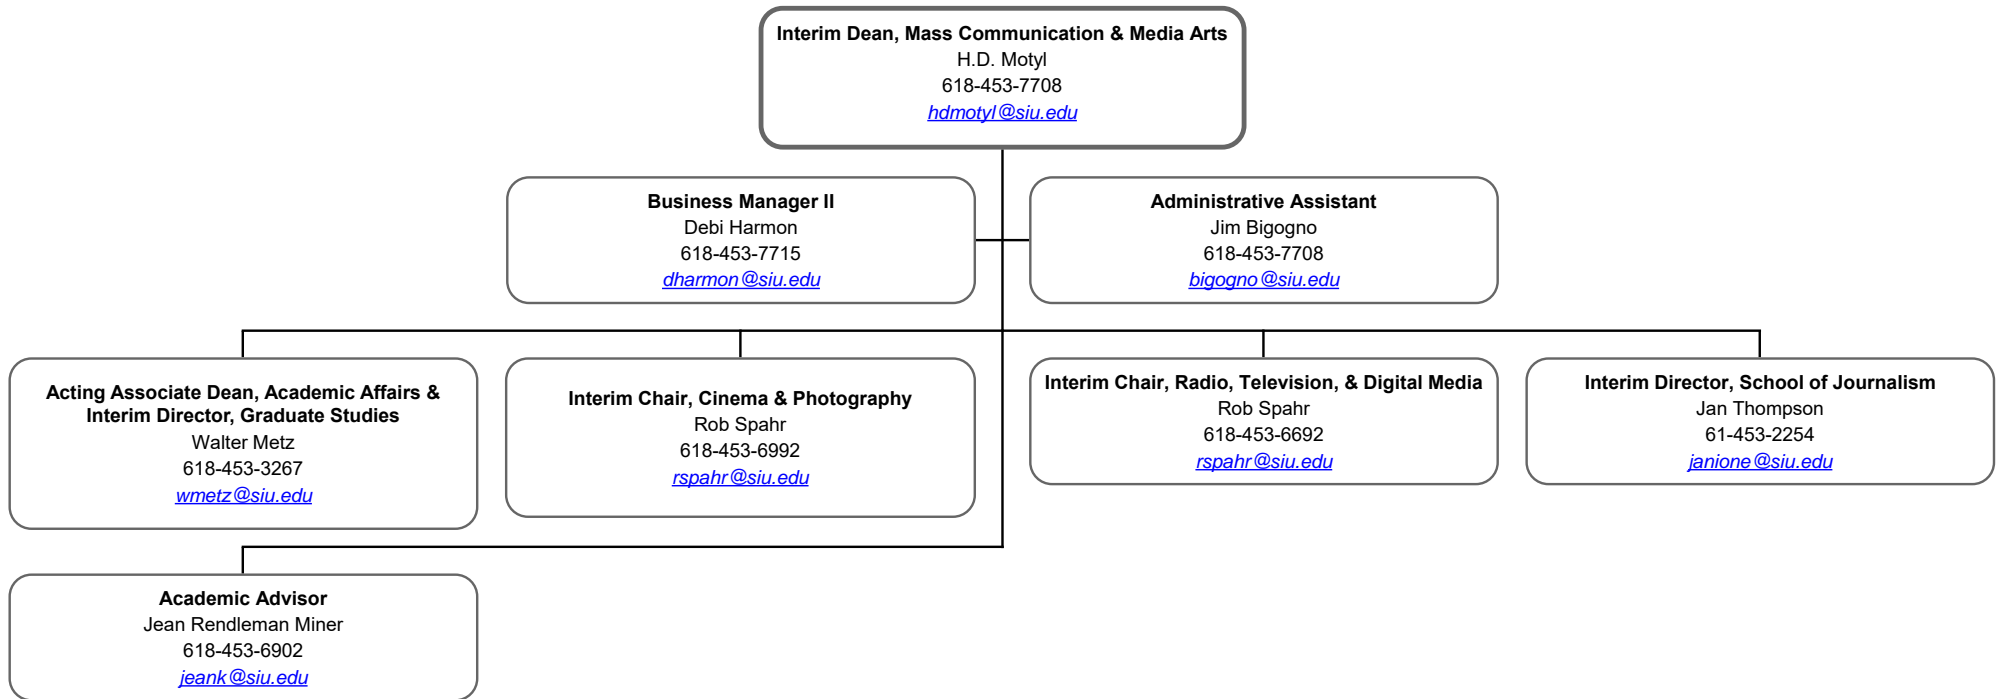 Interim Dean, Mass Communication & Media Arts
H.D. Motyl
618-453-7708
hdmotyl@siu.edu
Business Manager II
Debi Harmon
618-453-7715
dharmon@siu.edu
Administrative Assistant
Jim Bigogno
618-453-7708
bigogno@siu.edu
Acting Associate Dean, Academic Affairs &
Interim Director, Graduate Studies
Walter Metz
618-453-3267
wmetz@siu.edu
Interim Chair, Cinema & Photography
Rob Spahr
618-453-6992
rspahr@siu.edu
Interim Chair, Radio, Television, & Digital Media
Rob Spahr
618-453-6692
rspahr@siu.edu
Interim Director, School of Journalism
Jan Thompson
61-453-2254
janione@siu.edu
Academic Advisor
Jean Rendleman Miner
618-453-6902
jeank@siu.edu